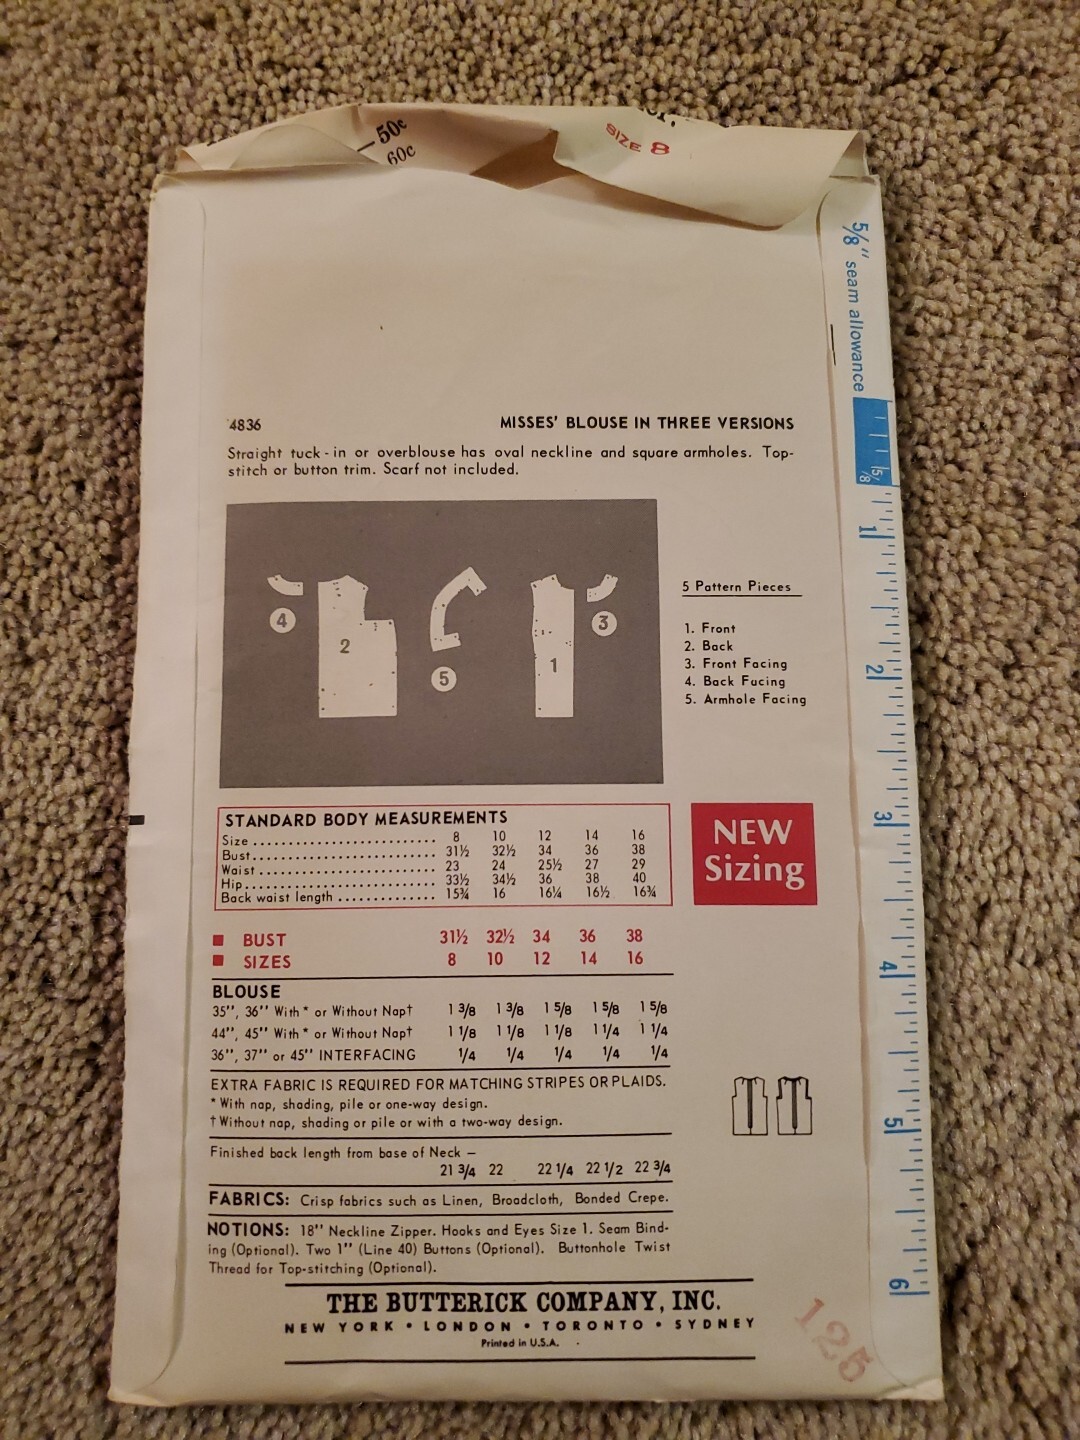 50¢
60¢
SIZE 8
5/8" seam allowance
4836 MISSES' BLOUSE IN THREE VERSIONS
Straight tuck-in or overblouse has oval neckline and square armholes. Top-
stitch or button trim. Scarf not included.
4
2
5
1
3
5 Pattern Pieces
1. Front
2. Back
3. Front Facing
4. Back Facing
5. Armhole Facing
STANDARD BODY MEASUREMENTS
Size .......................... 8 10 12 14 16
Bust.......................... 31½ 32½ 34 36 38
Waist ......................... 23 24 25½ 27 29
Hip........................... 33½ 34½ 36 38 40
Back waist length .............. 15¾ 16 16¼ 16½ 16¾
NEW
Sizing
■ BUST 31½ 32½ 34 36 38
■ SIZES 8 10 12 14 16
BLOUSE
35'', 36'' With* or Without Nap† 1 3/8 1 3/8 1 5/8 1 5/8 1 5/8
44'', 45'' With* or Without Nap† 1 1/8 1 1/8 1 1/8 1 1/4 1 1/4
36'', 37'' or 45'' INTERFACING 1/4 1/4 1/4 1/4 1/4
EXTRA FABRIC IS REQUIRED FOR MATCHING STRIPES OR PLAIDS.
* With nap, shading, pile or one-way design.
† Without nap, shading or pile or with a two-way design.
Finished back length from base of Neck –
21 3/4 22 22 1/4 22 1/2 22 3/4
FABRICS: Crisp fabrics such as Linen, Broadcloth, Bonded Crepe.
NOTIONS: 18'' Neckline Zipper. Hooks and Eyes Size 1. Seam Bind-
ing (Optional). Two 1'' (Line 40) Buttons (Optional). Buttonhole Twist
Thread for Top-stitching (Optional).
THE BUTTERICK COMPANY, INC.
NEW YORK • LONDON • TORONTO • SYDNEY
Printed in U.S.A.
125
5/8
1
2
3
4
5
6